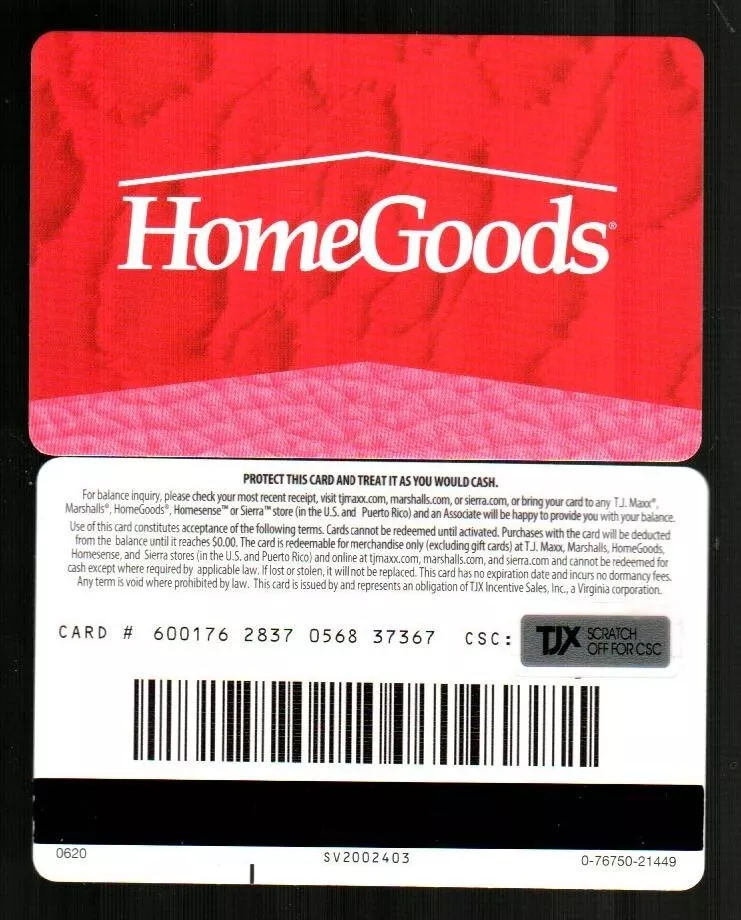 HomeGoods®
PROTECT THIS CARD AND TREAT IT AS YOU WOULD CASH.
For balance inquiry, please check your most recent receipt, visit tjmaxx.com, marshalls.com, or sierra.com, or bring your card to any T.J. Maxx®,
Marshalls®, HomeGoods®, Homesense™ or Sierra™ store (in the U.S. and Puerto Rico) and an Associate will be happy to provide you with your balance.
Use of this card constitutes acceptance of the following terms. Cards cannot be redeemed until activated. Purchases with the card will be deducted
from the balance until it reaches $0.00. The card is redeemable for merchandise only (excluding gift cards) at T.J. Maxx, Marshalls, HomeGoods,
Homesense, and Sierra stores (in the U.S. and Puerto Rico) and online at tjmaxx.com, marshalls.com, and sierra.com and cannot be redeemed for
cash except where required by applicable law. If lost or stolen, it will not be replaced. This card has no expiration date and incurs no dormancy fees.
Any term is void where prohibited by law. This card is issued by and represents an obligation of TJX Incentive Sales, Inc., a Virginia corporation.
CARD # 600176 2837 0568 37367 CSC:
TJX SCRATCH
OFF FOR CSC
0620 SV2002403 0-76750-21449